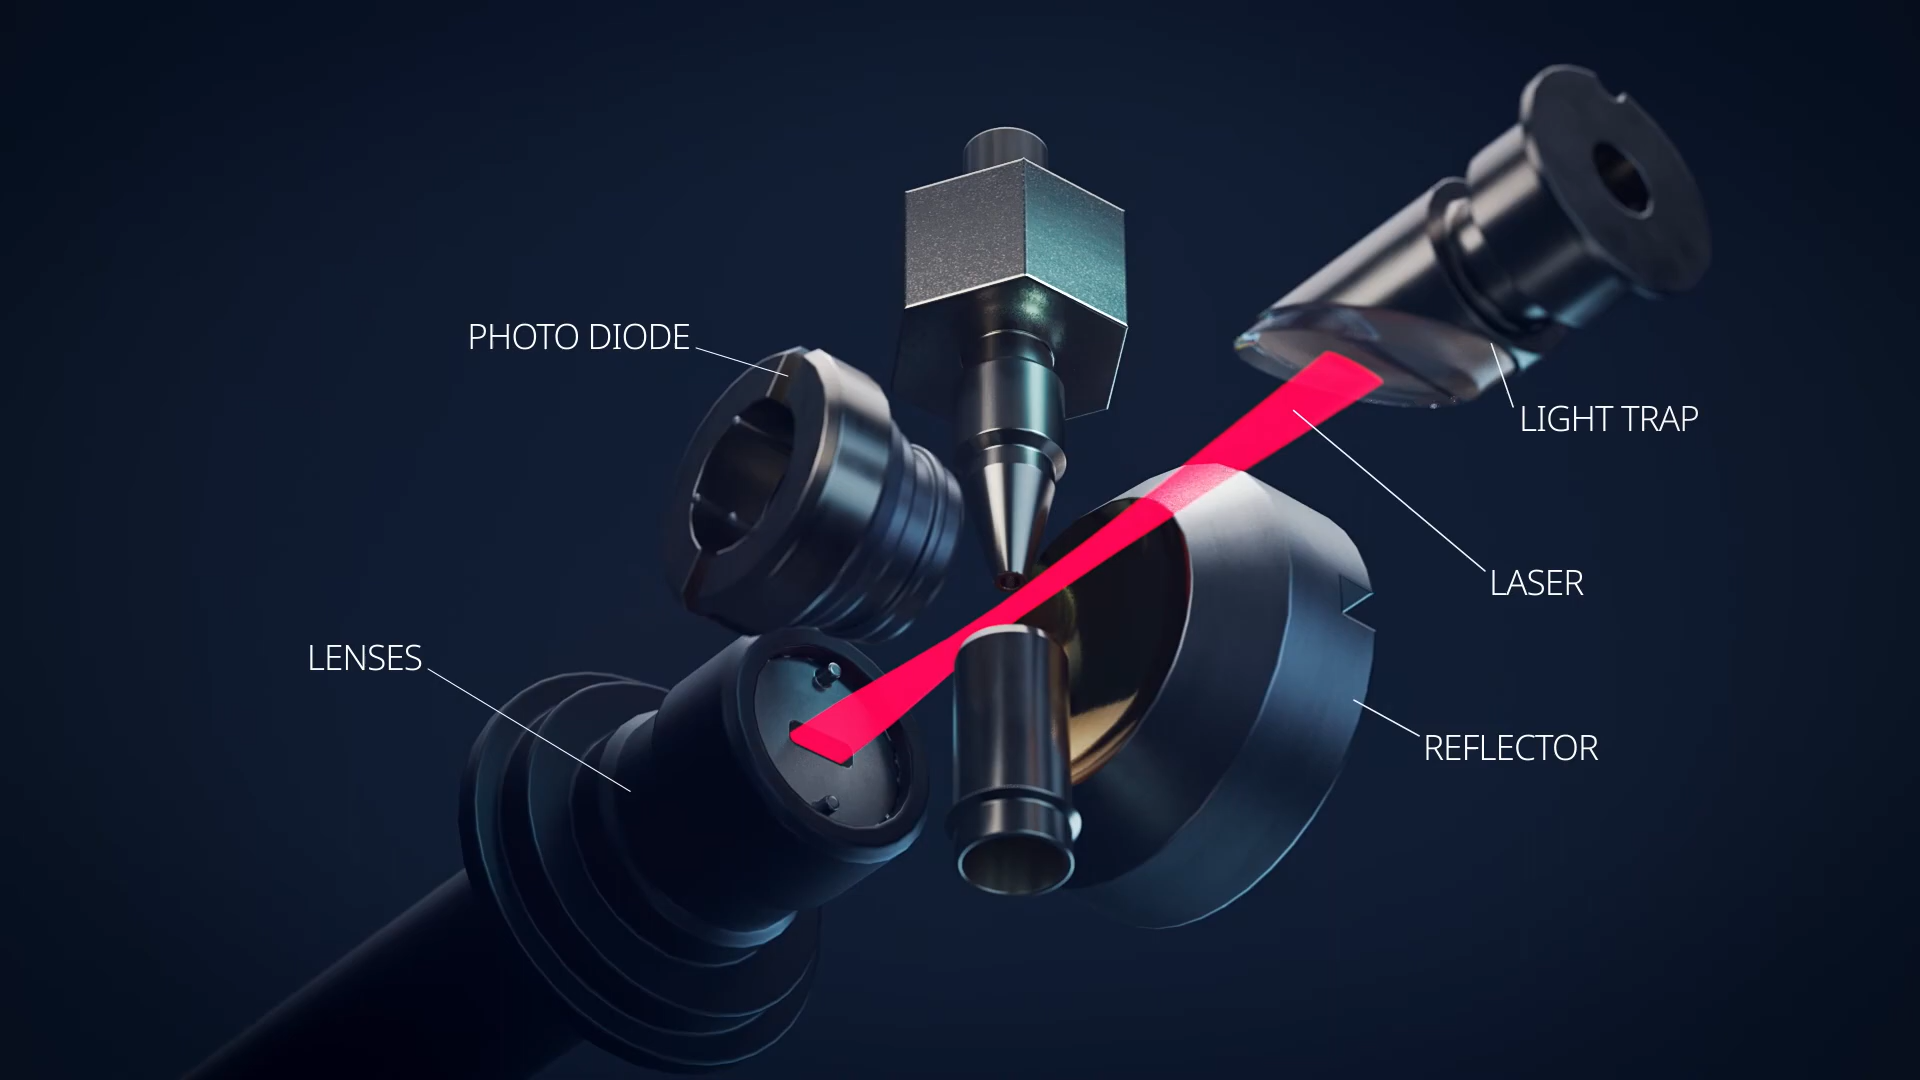 PHOTO DIODE
LIGHT TRAP
LASER
LENSES
REFLECTOR